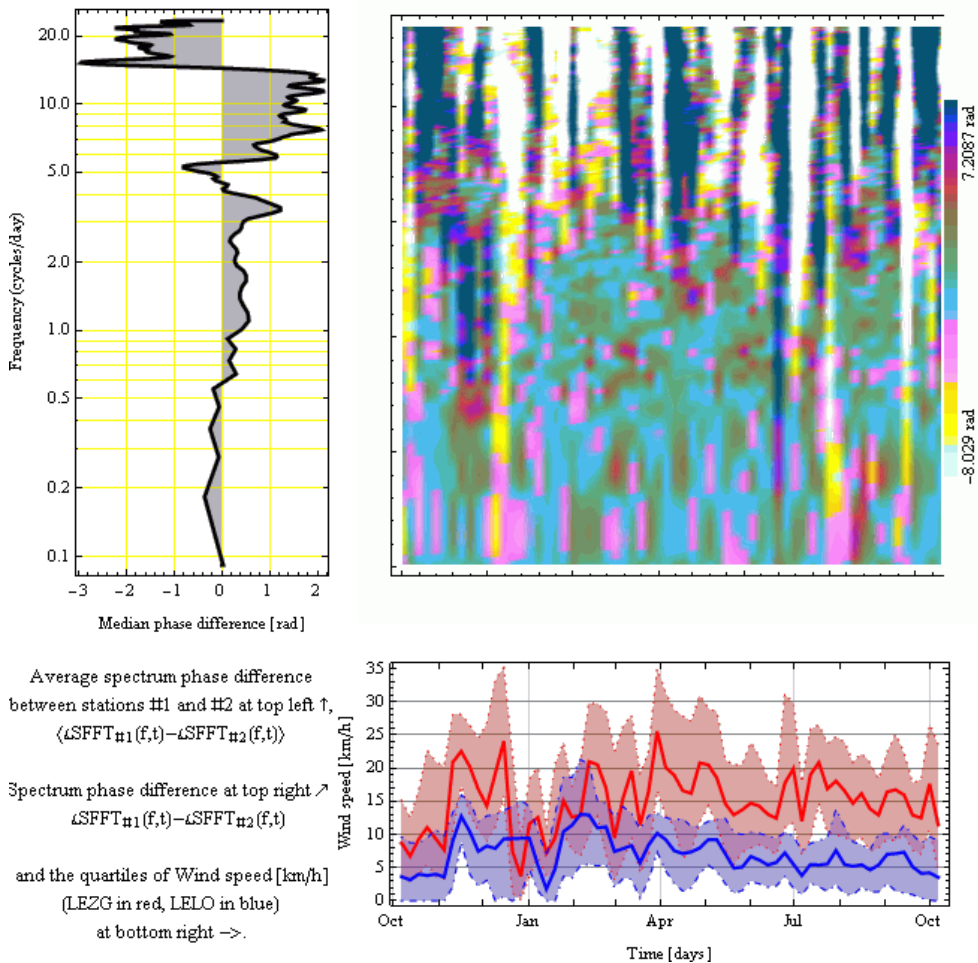 20.0
10.0
5.0
2.0
1.0
0.5
0.2
0.1
Frequency (cycles/day)
−3 −2 −1 0 1 2
Median phase difference [rad]
7.2087 rad
−8.029 rad
Average spectrum phase difference
between stations #1 and #2 at top left ↑,
⟨∠SFFT#1(f,t)−∠SFFT#2(f,t)⟩
Spectrum phase difference at top right ↗
∠SFFT#1(f,t)−∠SFFT#2(f,t)
and the quartiles of Wind speed [km/h]
(LEZG in red, LELO in blue)
at bottom right −>.
35
30
25
20
15
10
5
0
Wind speed [km/h]
Oct Jan Apr Jul Oct
Time [days]